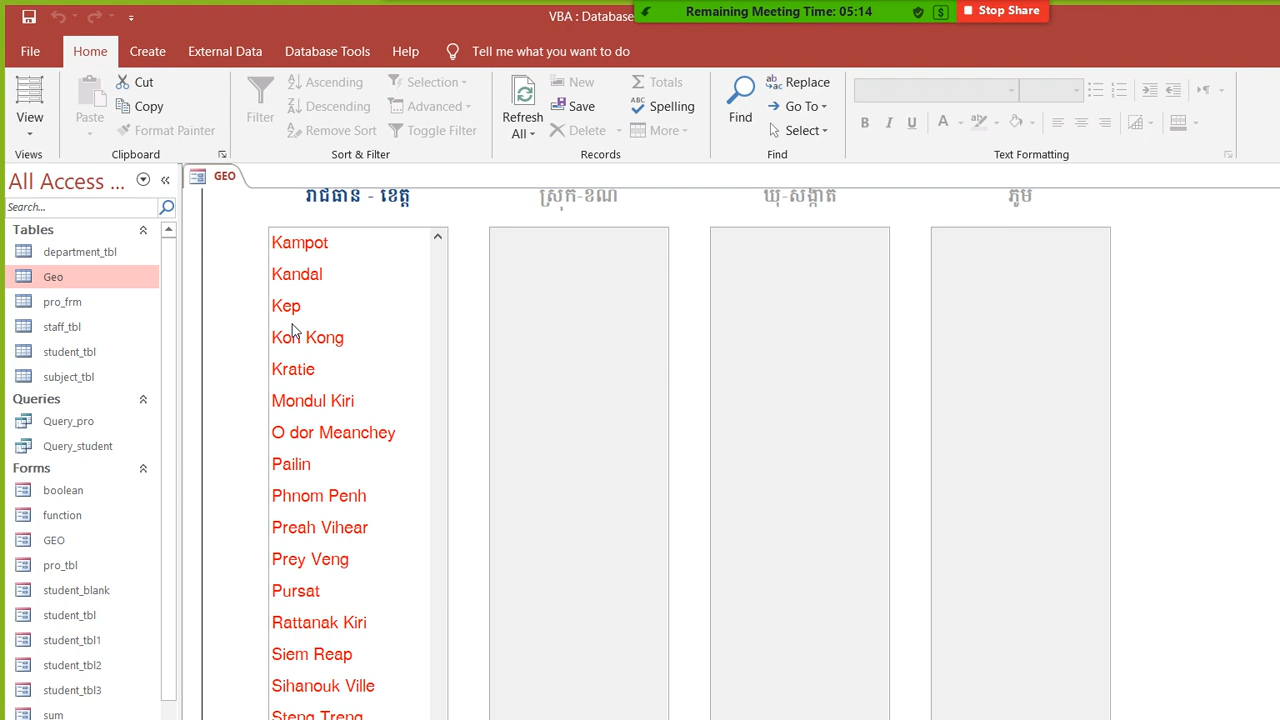 VBA : Database
Remaining Meeting Time: 05:14
Stop Share
File Home Create External Data Database Tools Help Tell me what you want to do
View
Views
Paste
Cut
Copy
Format Painter
Clipboard
Filter
Ascending
Descending
Remove Sort
Selection
Advanced
Toggle Filter
Sort & Filter
Refresh
All
New
Save
Delete
Totals
Spelling
More
Records
Find
Replace
Go To
Select
Find
B I U A
Text Formatting
All Access ...
Search...
Tables
department_tbl
Geo
pro_frm
staff_tbl
student_tbl
subject_tbl
Queries
Query_pro
Query_student
Forms
boolean
function
GEO
pro_tbl
student_blank
student_tbl
student_tbl1
student_tbl2
student_tbl3
sum
GEO
រាជធាន - ខេត្ត ស្រុក-ខណ ឃុ-សង្កាត ភូម
Kampot
Kandal
Kep
Koh Kong
Kratie
Mondul Kiri
O dor Meanchey
Pailin
Phnom Penh
Preah Vihear
Prey Veng
Pursat
Rattanak Kiri
Siem Reap
Sihanouk Ville
Steng Treng